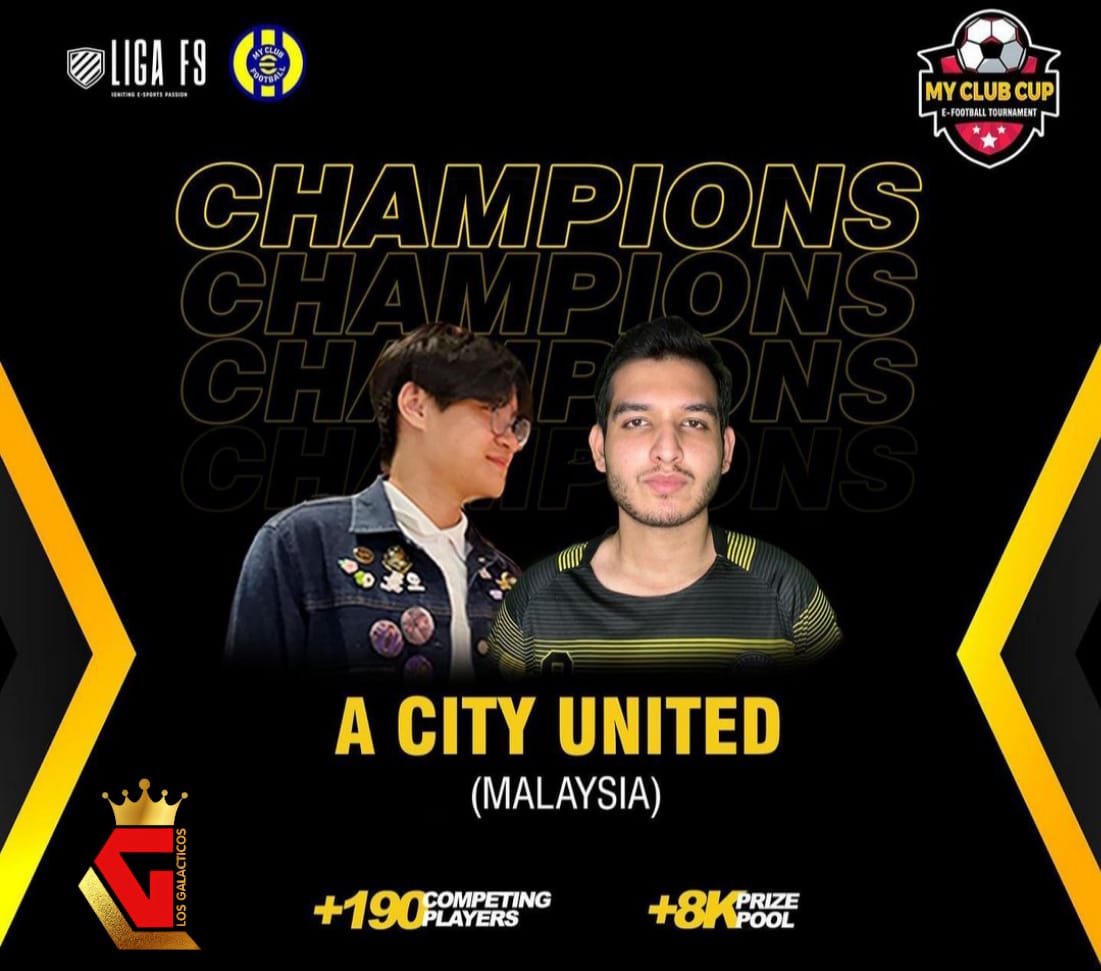 LIGA F9
IGNITING E-SPORTS PASSION
MY CLUB
FOOTBALL
MY CLUB CUP
E-FOOTBALL TOURNAMENT
CHAMPIONS
CHAMPIONS
CHAMPIONS
CHAMPIONS
A CITY UNITED
(MALAYSIA)
LOS GALACTICOS
+190 COMPETING PLAYERS
+8K PRIZE POOL